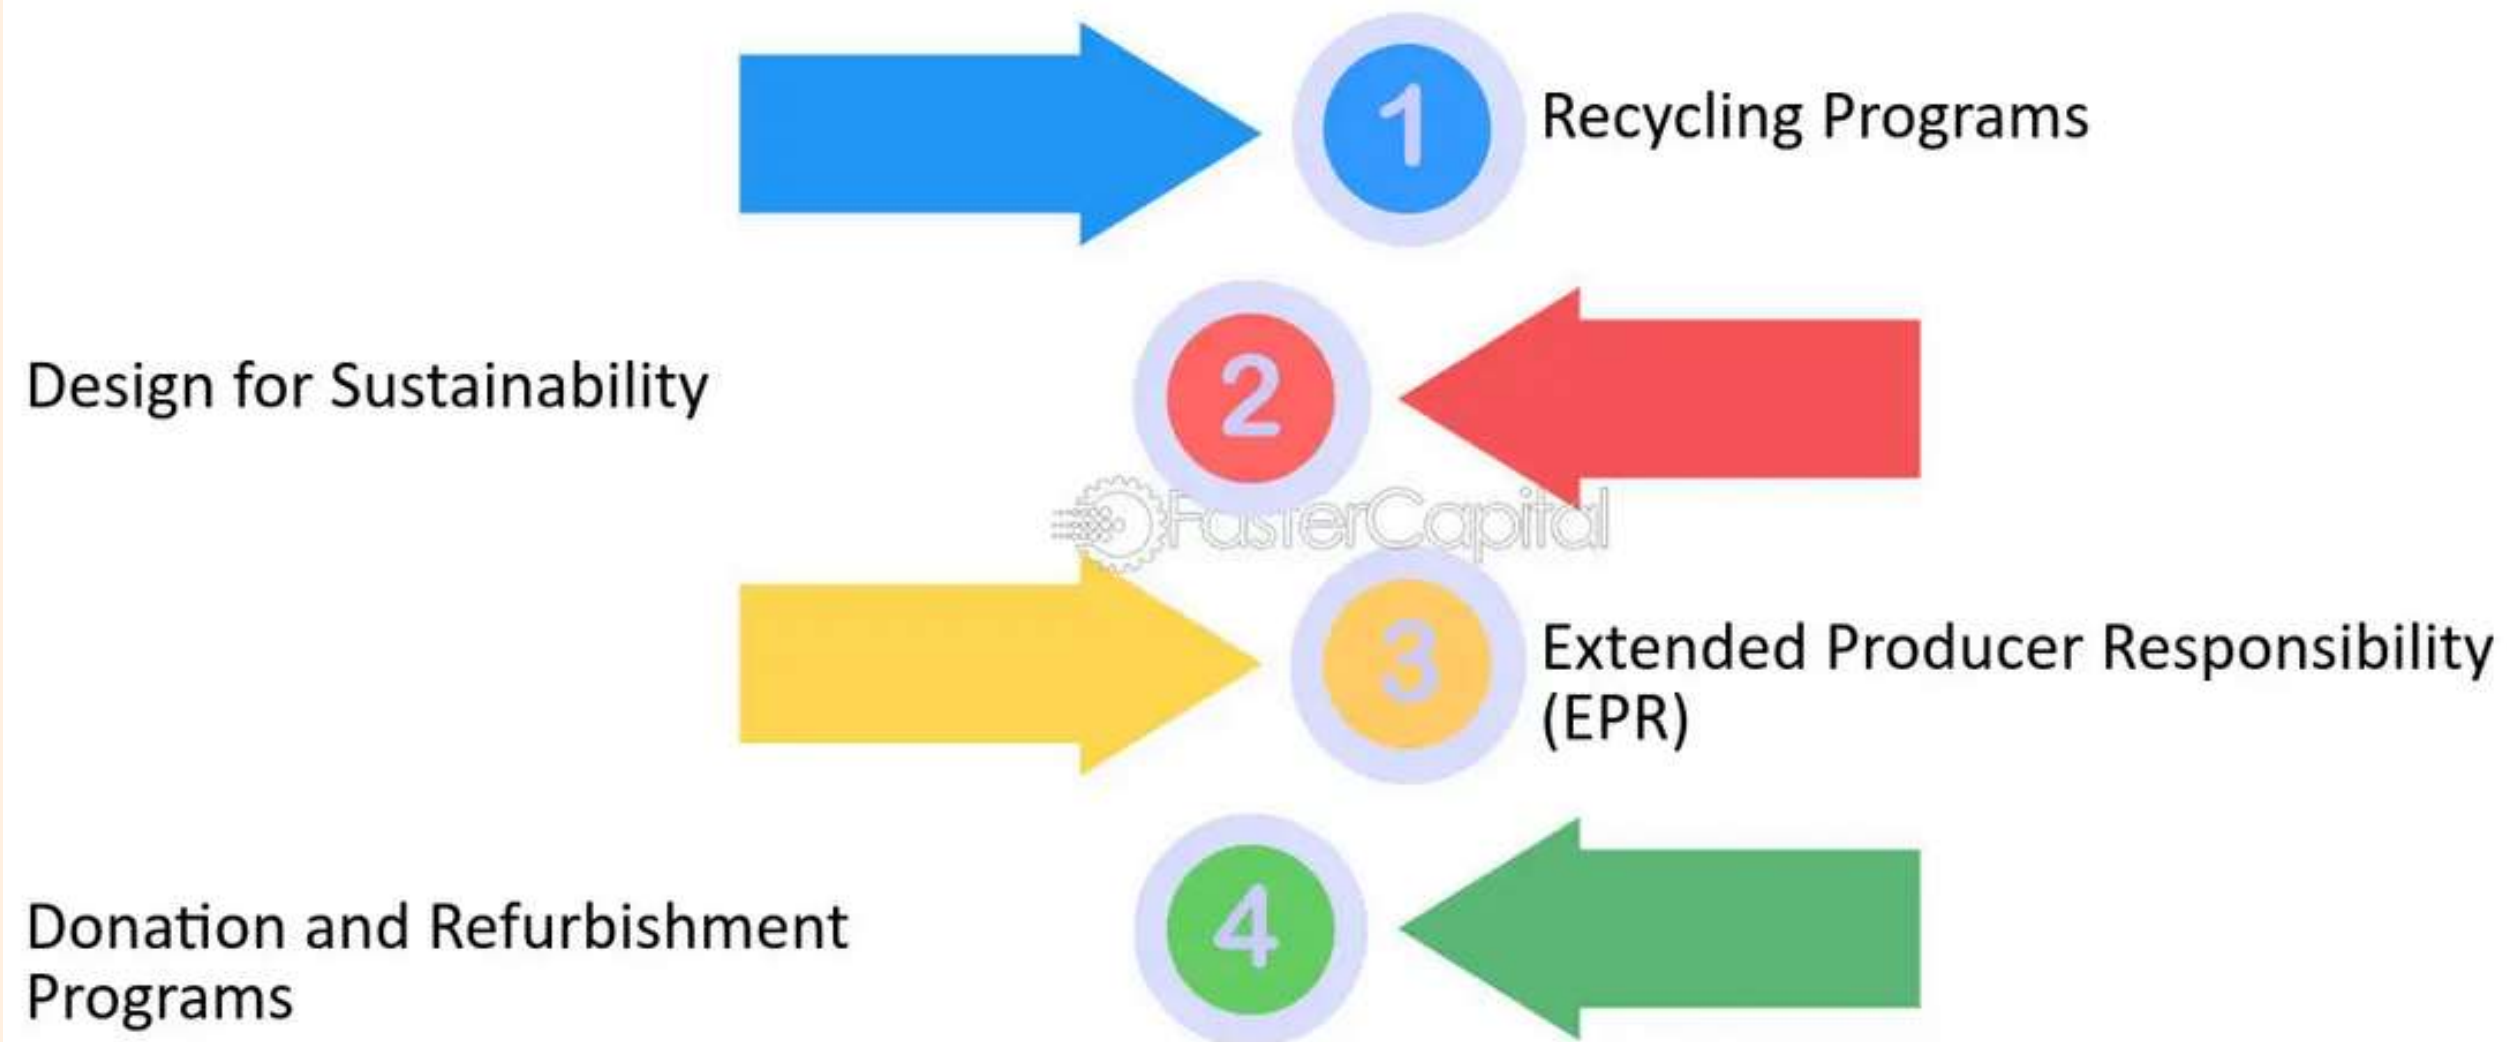 1
Recycling Programs
Design for Sustainability
2
FasterCapital
3
Extended Producer Responsibility
(EPR)
Donation and Refurbishment
Programs
4